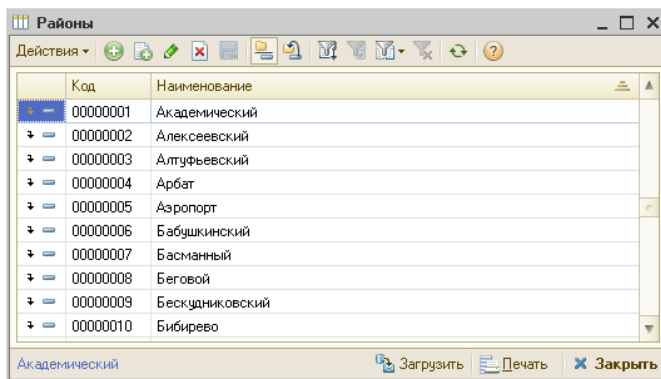 Районы
Действия
Код Наименование
00000001 Академический
00000002 Алексеевский
00000003 Алтуфьевский
00000004 Арбат
00000005 Аэропорт
00000006 Бабушкинский
00000007 Басманный
00000008 Беговой
00000009 Бескудниковский
00000010 Бибирево
Академический Загрузить Печать Закрыть